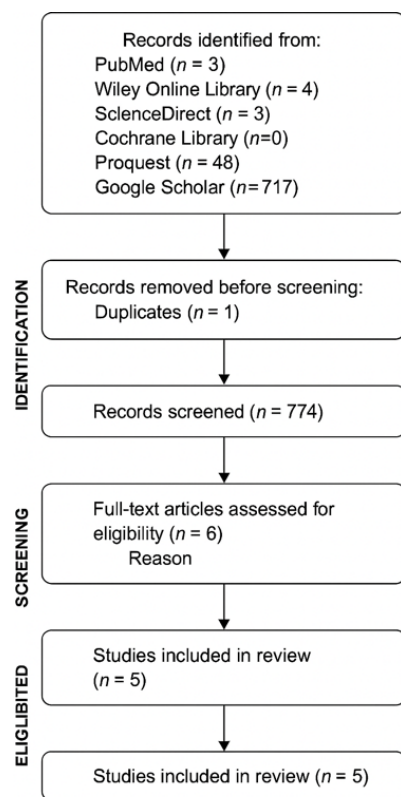 Records identified from:
PubMed (n = 3)
Wiley Online Library (n = 4)
SclenceDirect (n = 3)
Cochrane Library (n=0)
Proquest (n = 48)
Google Scholar (n=717)
IDENTIFICATION
Records removed before screening:
Duplicates (n = 1)
Records screened (n = 774)
SCREENING
Full-text articles assessed for
eligibility (n = 6)
Reason
ELIGLIBITED
Studies included in review
(n = 5)
Studies included in review (n = 5)